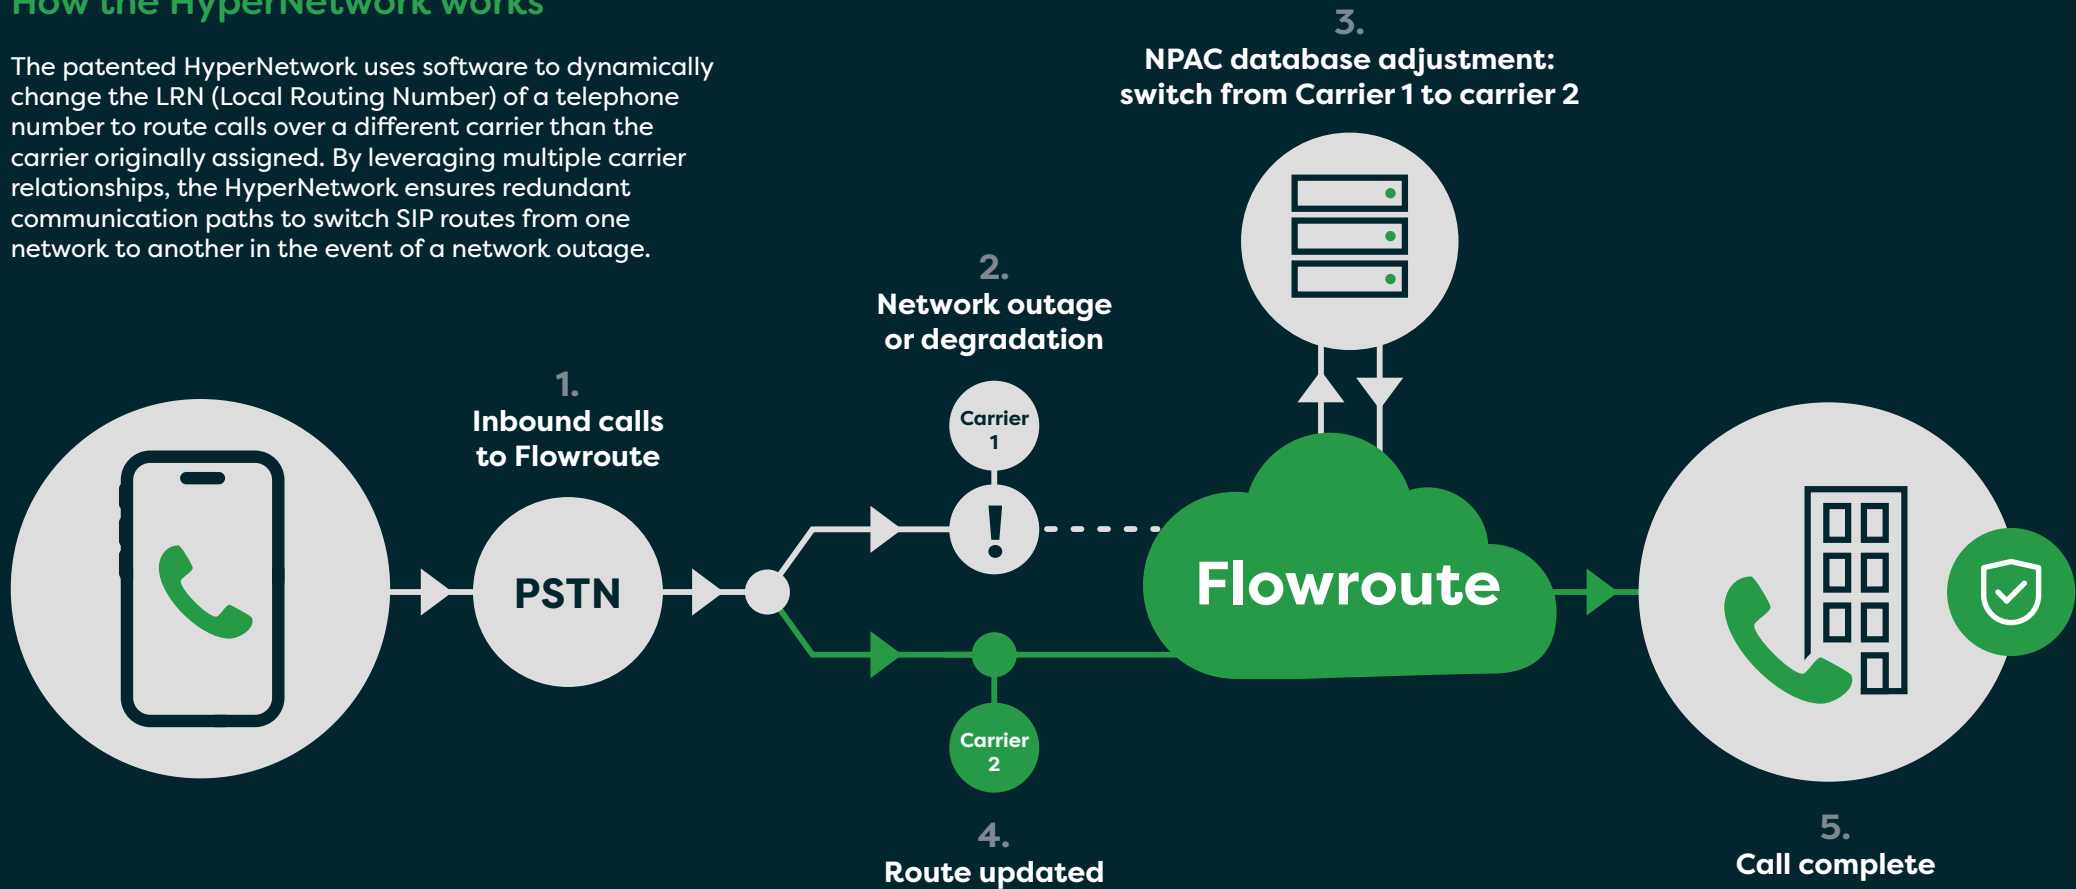 How the HyperNetwork works
The patented HyperNetwork uses software to dynamically
change the LRN (Local Routing Number) of a telephone
number to route calls over a different carrier than the
carrier originally assigned. By leveraging multiple carrier
relationships, the HyperNetwork ensures redundant
communication paths to switch SIP routes from one
network to another in the event of a network outage.
1.
Inbound calls
to Flowroute
PSTN
2.
Network outage
or degradation
Carrier
1
!
3.
NPAC database adjustment:
switch from Carrier 1 to carrier 2
Flowroute
Carrier
2
4.
Route updated
5.
Call complete